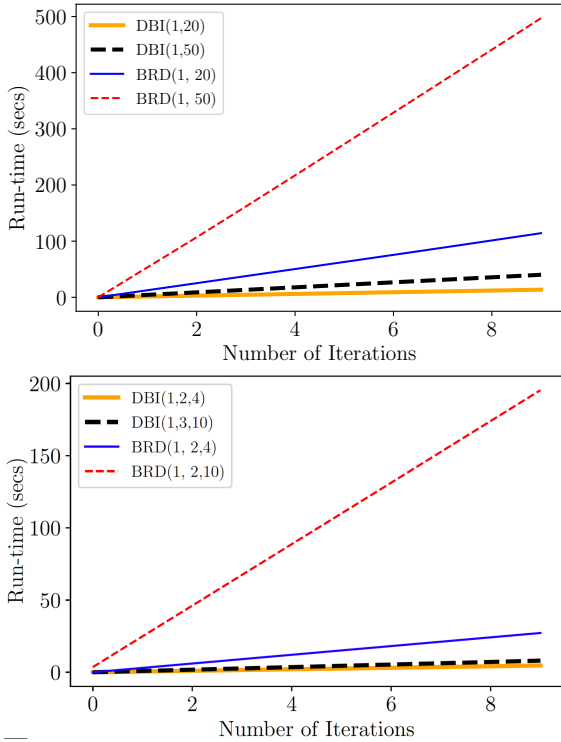 500
400
300
200
100
0
Run-time (secs)
DBI(1,20)
DBI(1,50)
BRD(1, 20)
BRD(1, 50)
0 2 4 6 8
Number of Iterations
200
150
100
50
0
Run-time (secs)
DBI(1,2,4)
DBI(1,3,10)
BRD(1, 2,4)
BRD(1, 2,10)
0 2 4 6 8
Number of Iterations